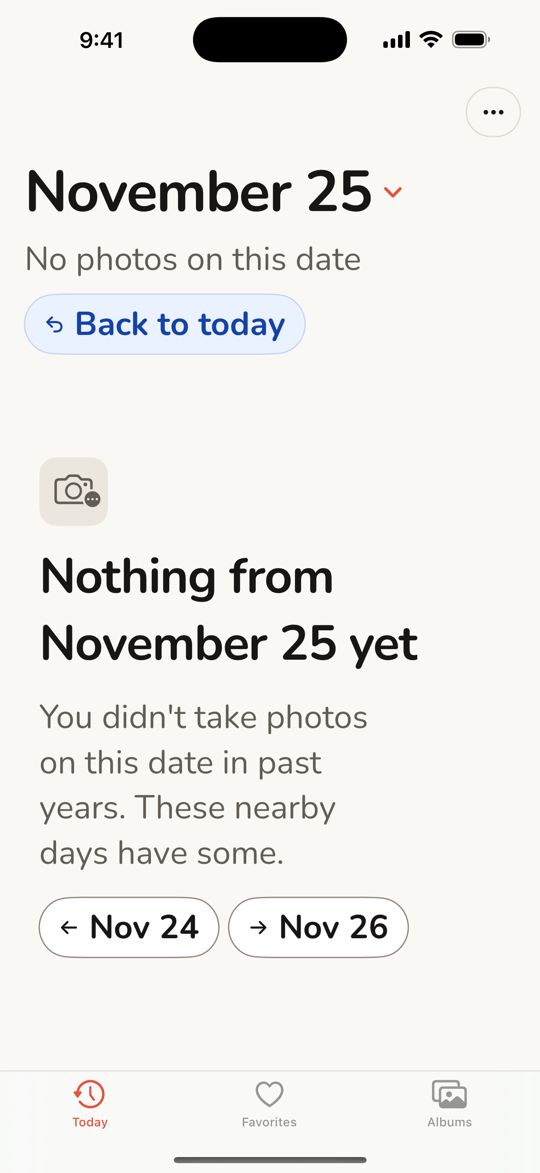 9:41
November 25
No photos on this date
Back to today
Nothing from
November 25 yet
You didn't take photos
on this date in past
years. These nearby
days have some.
← Nov 24 → Nov 26
Today Favorites Albums